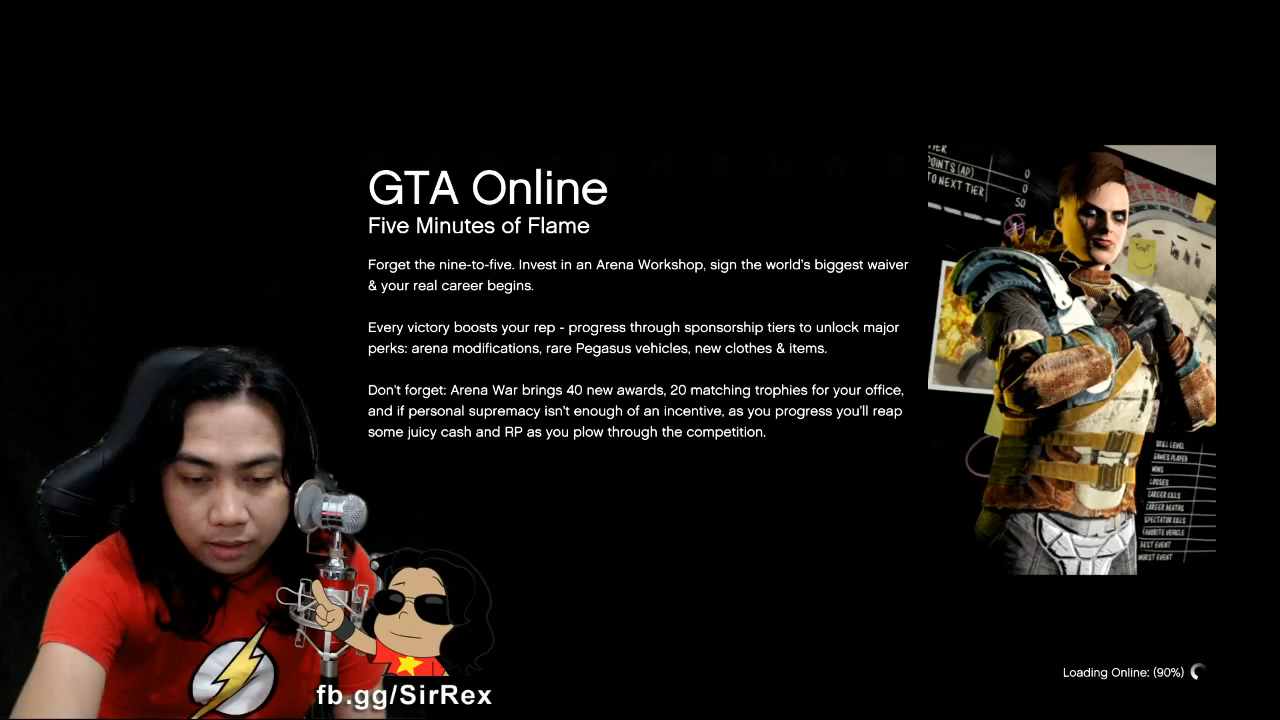 GTA Online
Five Minutes of Flame
Forget the nine-to-five. Invest in an Arena Workshop, sign the world's biggest waiver
& your real career begins.
Every victory boosts your rep - progress through sponsorship tiers to unlock major
perks: arena modifications, rare Pegasus vehicles, new clothes & items.
Don't forget: Arena War brings 40 new awards, 20 matching trophies for your office,
and if personal supremacy isn't enough of an incentive, as you progress you'll reap
some juicy cash and RP as you plow through the competition.
TIER
POINTS (AP) 0
TO NEXT TIER 0
50
SKILL LEVEL
GAMES PLAYED
WINS
LOSSES
CAREER KILLS
CAREER DEATHS
SPECTATOR KILLS
FAVORITE VEHICLE
BEST EVENT
WORST EVENT
Loading Online: (90%)
fb.gg/SirRex